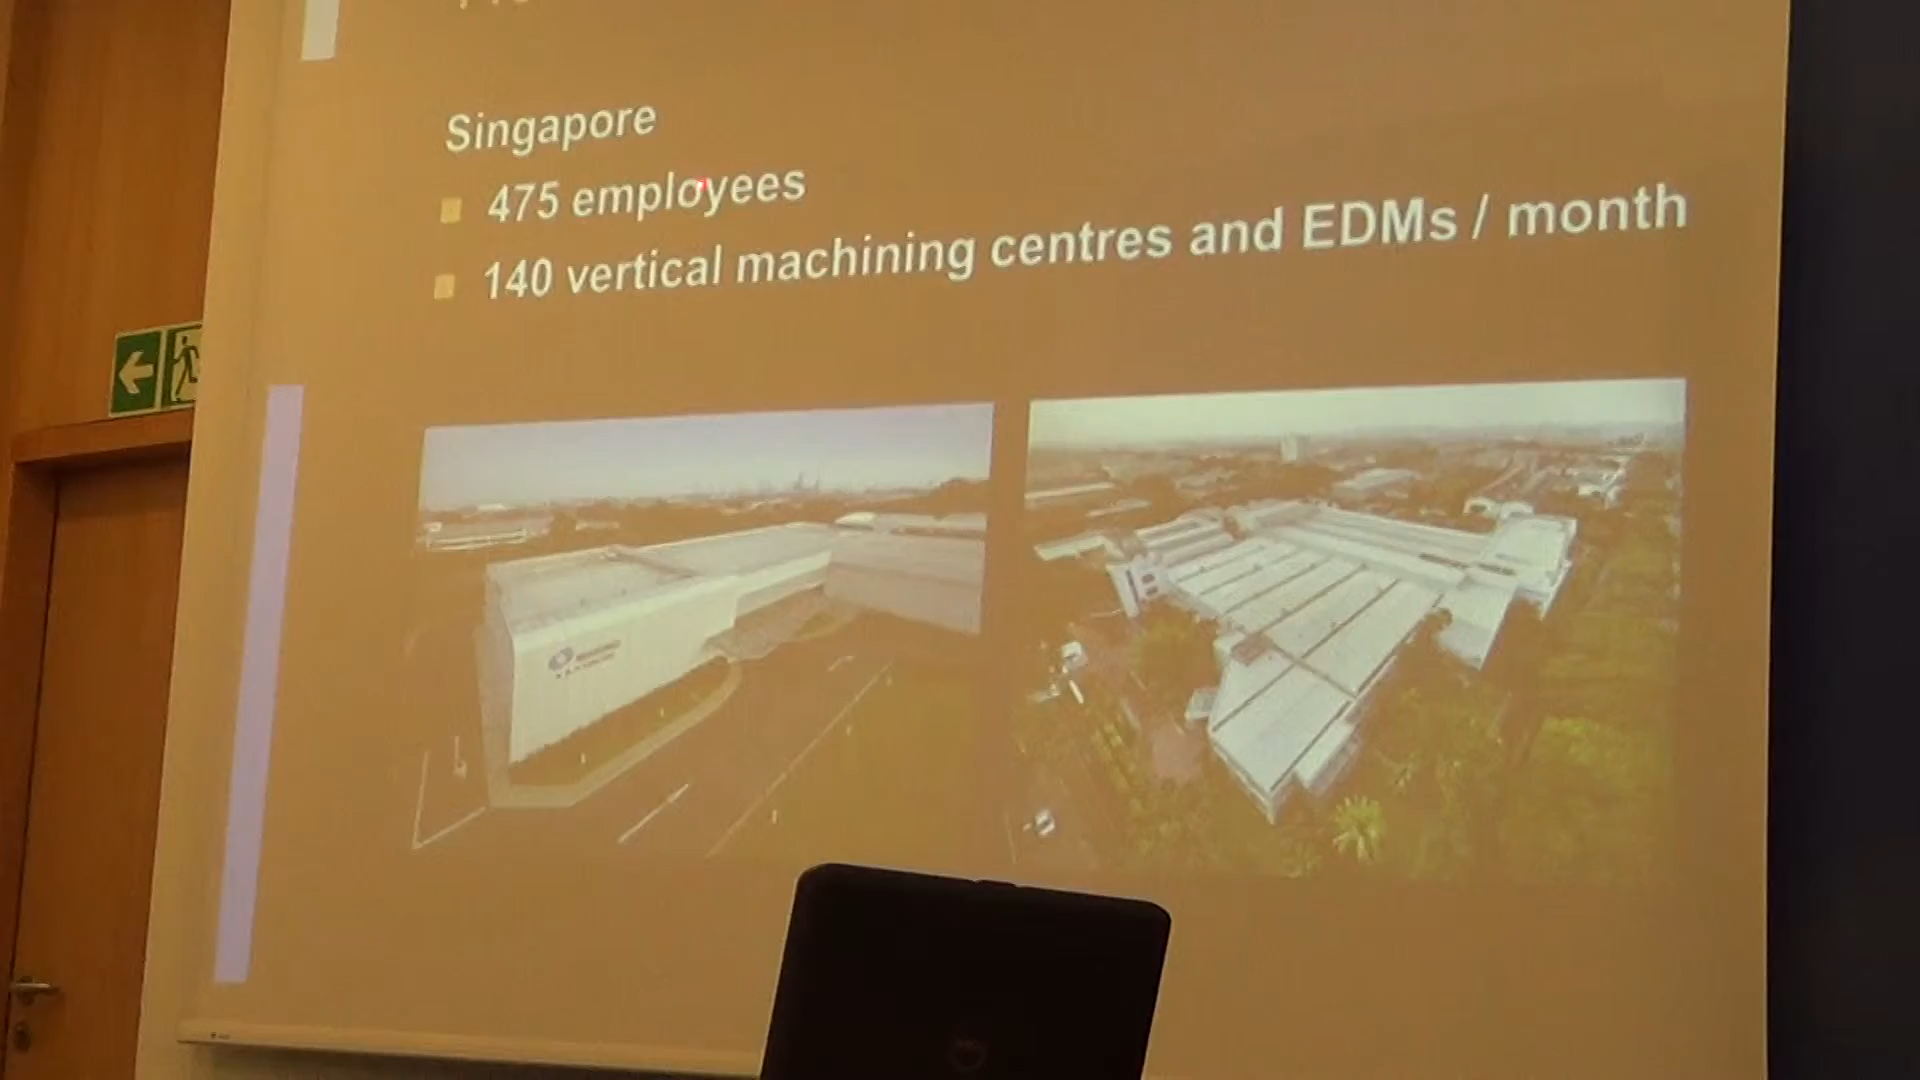 Singapore
475 employees
140 vertical machining centres and EDMs / month